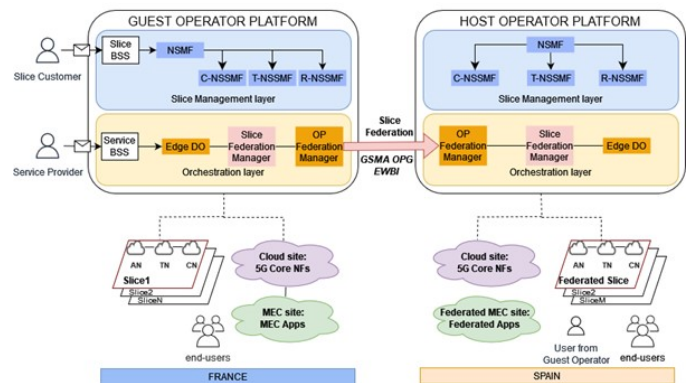 GUEST OPERATOR PLATFORM
HOST OPERATOR PLATFORM
Slice Customer
Slice
BSS
NSMF
C-NSSMF
T-NSSMF
R-NSSMF
Slice Management layer
NSMF
C-NSSMF
T-NSSMF
R-NSSMF
Slice Management layer
Service Provider
Service
BSS
Edge DO
Slice
Federation
Manager
OP
Federation
Manager
Orchestration layer
Slice
Federation
GSMA OPG
EWBI
OP
Federation
Manager
Slice
Federation
Manager
Edge DO
Orchestration layer
AN
TN
CN
Slice1
Slice2
SliceN
Cloud site:
5G Core NFs
MEC site:
MEC Apps
end-users
Cloud site:
5G Core NFs
Federated MEC site:
Federated Apps
AN
TN
CN
Federated Slice
Slice2
SliceM
User from
Guest Operator
end-users
FRANCE
SPAIN